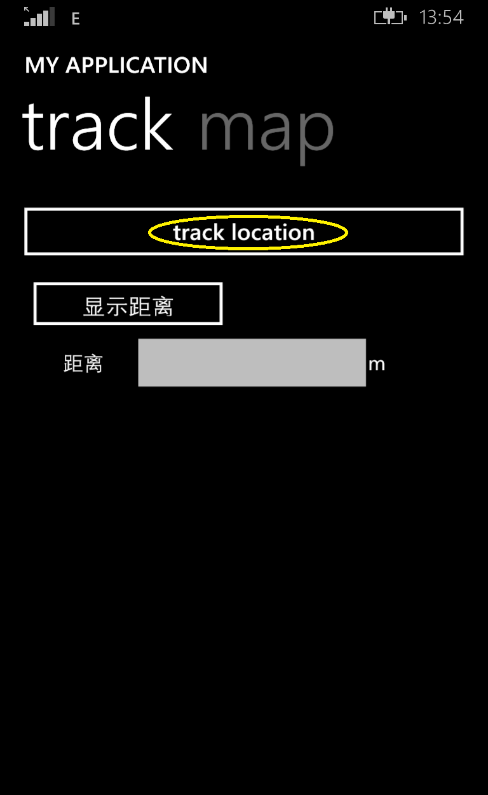 E 13:54
MY APPLICATION
track map
track location
显示距离
距离 m